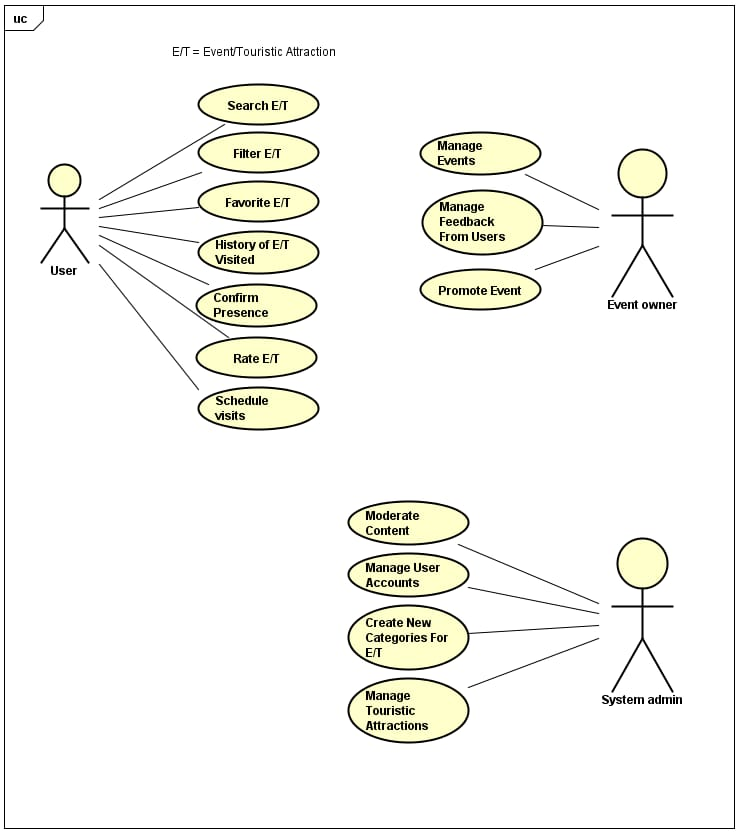 uc
E/T = Event/Touristic Attraction
Search E/T
Filter E/T
Favorite E/T
History of E/T
Visited
Confirm
Presence
Rate E/T
Schedule
visits
User
Manage
Events
Manage
Feedback
From Users
Promote Event
Event owner
Moderate
Content
Manage User
Accounts
Create New
Categories For
E/T
Manage
Touristic
Attractions
System admin